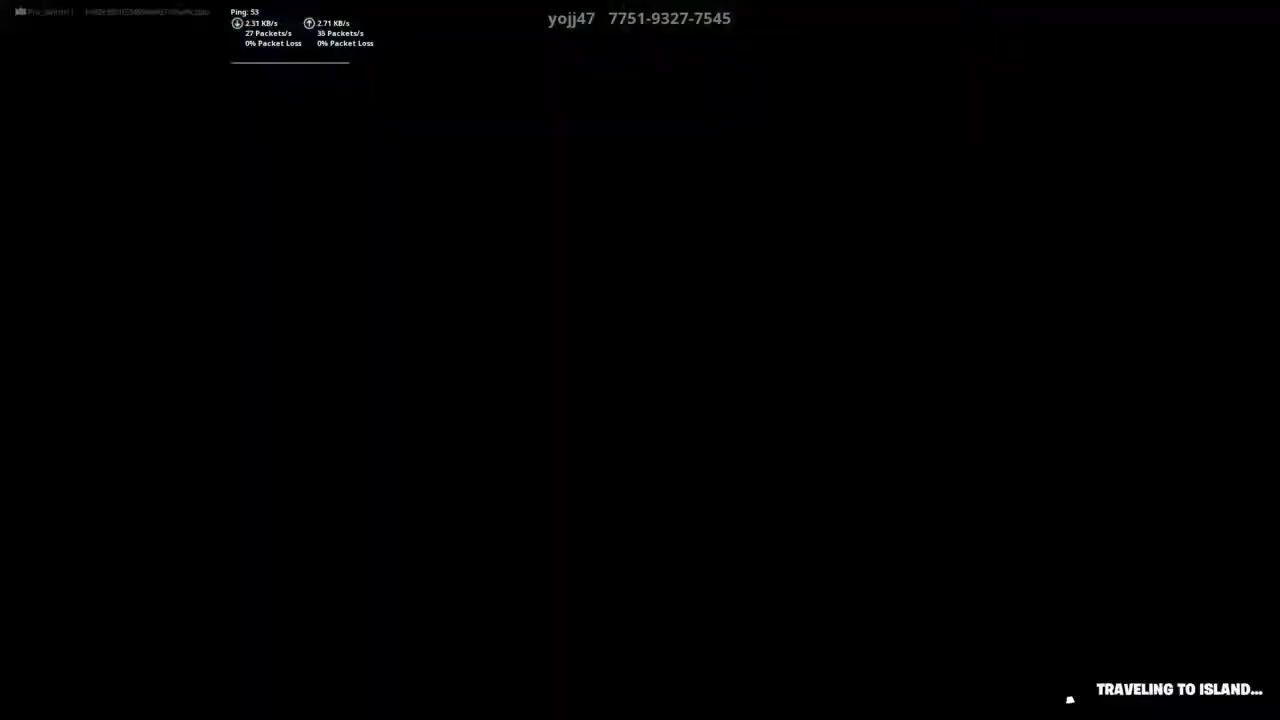 Ping: 53
2.31 KB/s 2.71 KB/s
27 Packets/s 35 Packets/s
0% Packet Loss 0% Packet Loss
yojj47 7751-9327-7545
TRAVELING TO ISLAND...